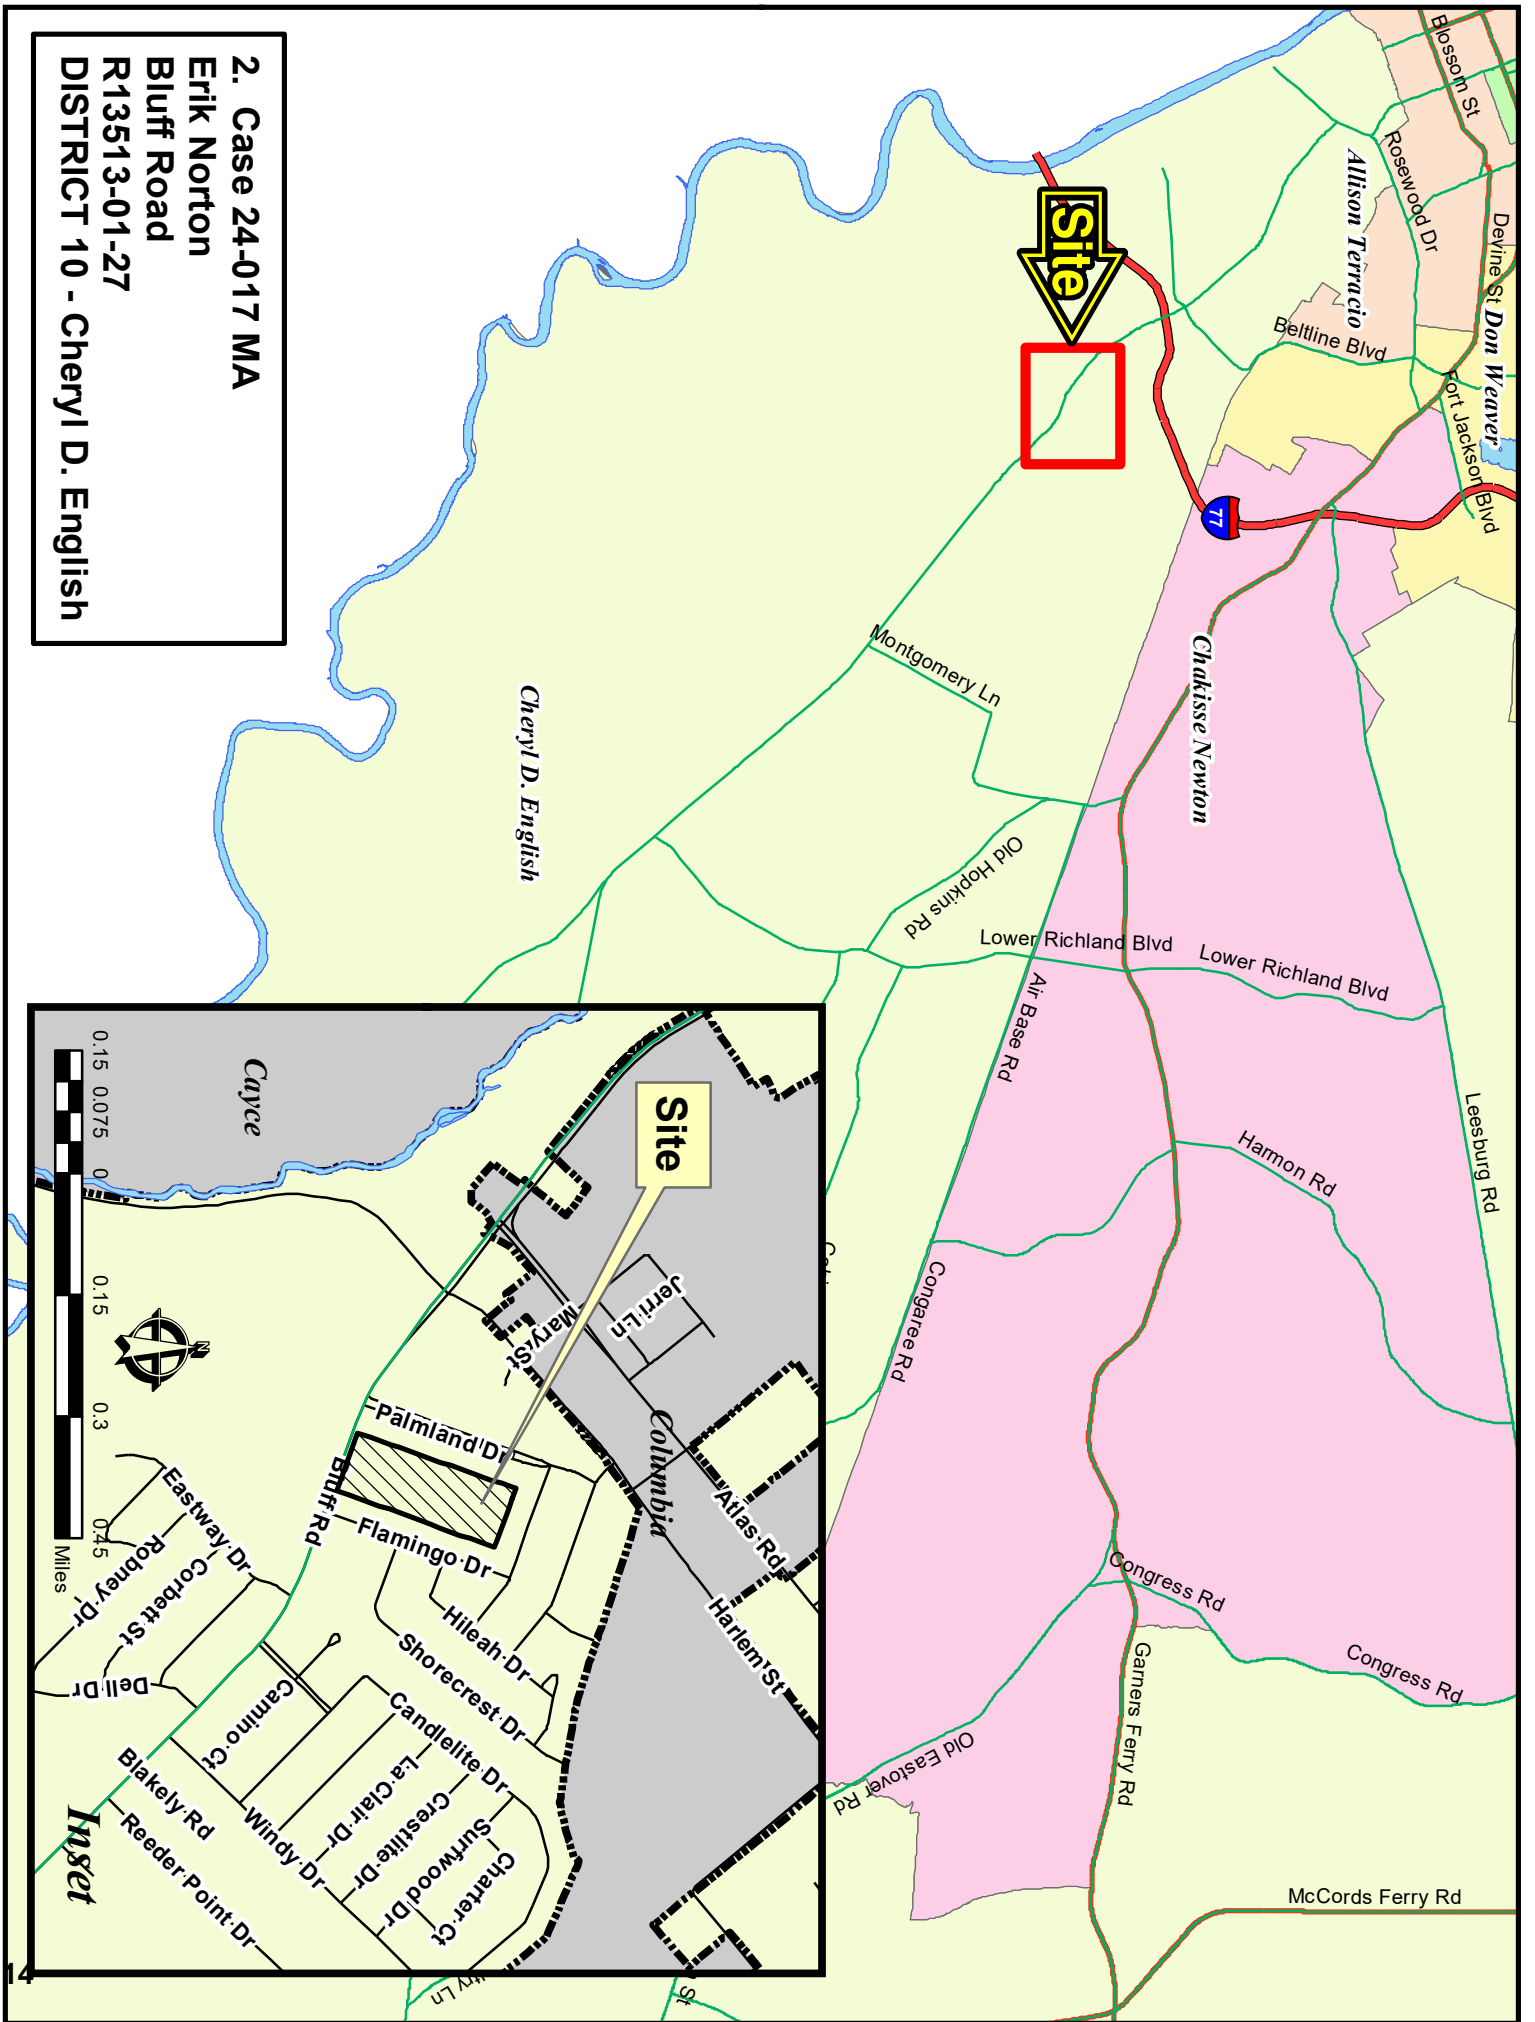 2. Case 24-017 MA
Erik Norton
Bluff Road
R13513-01-27
DISTRICT 10 - Cheryl D. English
Blossom St
Rosewood Dr
Devine St
Allison Terracio
Don Weaver
Beltline Blvd
Fort Jackson Blvd
Site
77
Chakisse Newton
Montgomery Ln
Cheryl D. English
Old Hopkins Rd
Lower Richland Blvd
Lower Richland Blvd
Air Base Rd
Leesburg Rd
Harmon Rd
Congaree Rd
Congress Rd
Congress Rd
Garners Ferry Rd
Old Eastover Rd
McCords Ferry Rd
St
Site
Cayce
Columbia
Jerri Ln
Mary St
Palmland Dr
Atlas Rd
Harlem St
Bluff Rd
Flamingo Dr
Hileah Dr
Shorecrest Dr
Eastway Dr
Robney Dr
Corbett St
Dell Dr
Camino Ct
Candlelite Dr
La Clair Dr
Crestlite Dr
Surfwood Dr
Charter Ct
Windy Dr
Blakely Rd
Reeder Point Dr
Inset
N
0.15 0.075 0 0.15 0.3 0.45
Miles
14